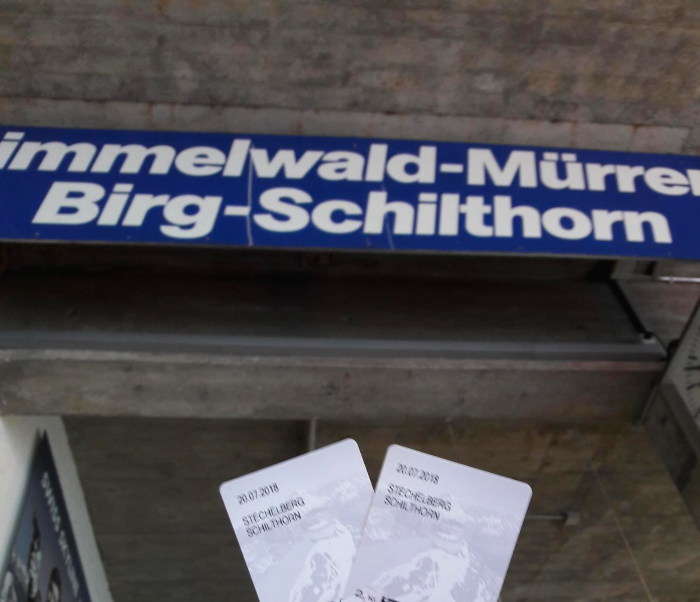 immelwald-Mürre
Birg-Schilthorn
20.07.2018
STECHELBERG
SCHILTHORN
20.07.2018
STECHELBERG
SCHILTHORN